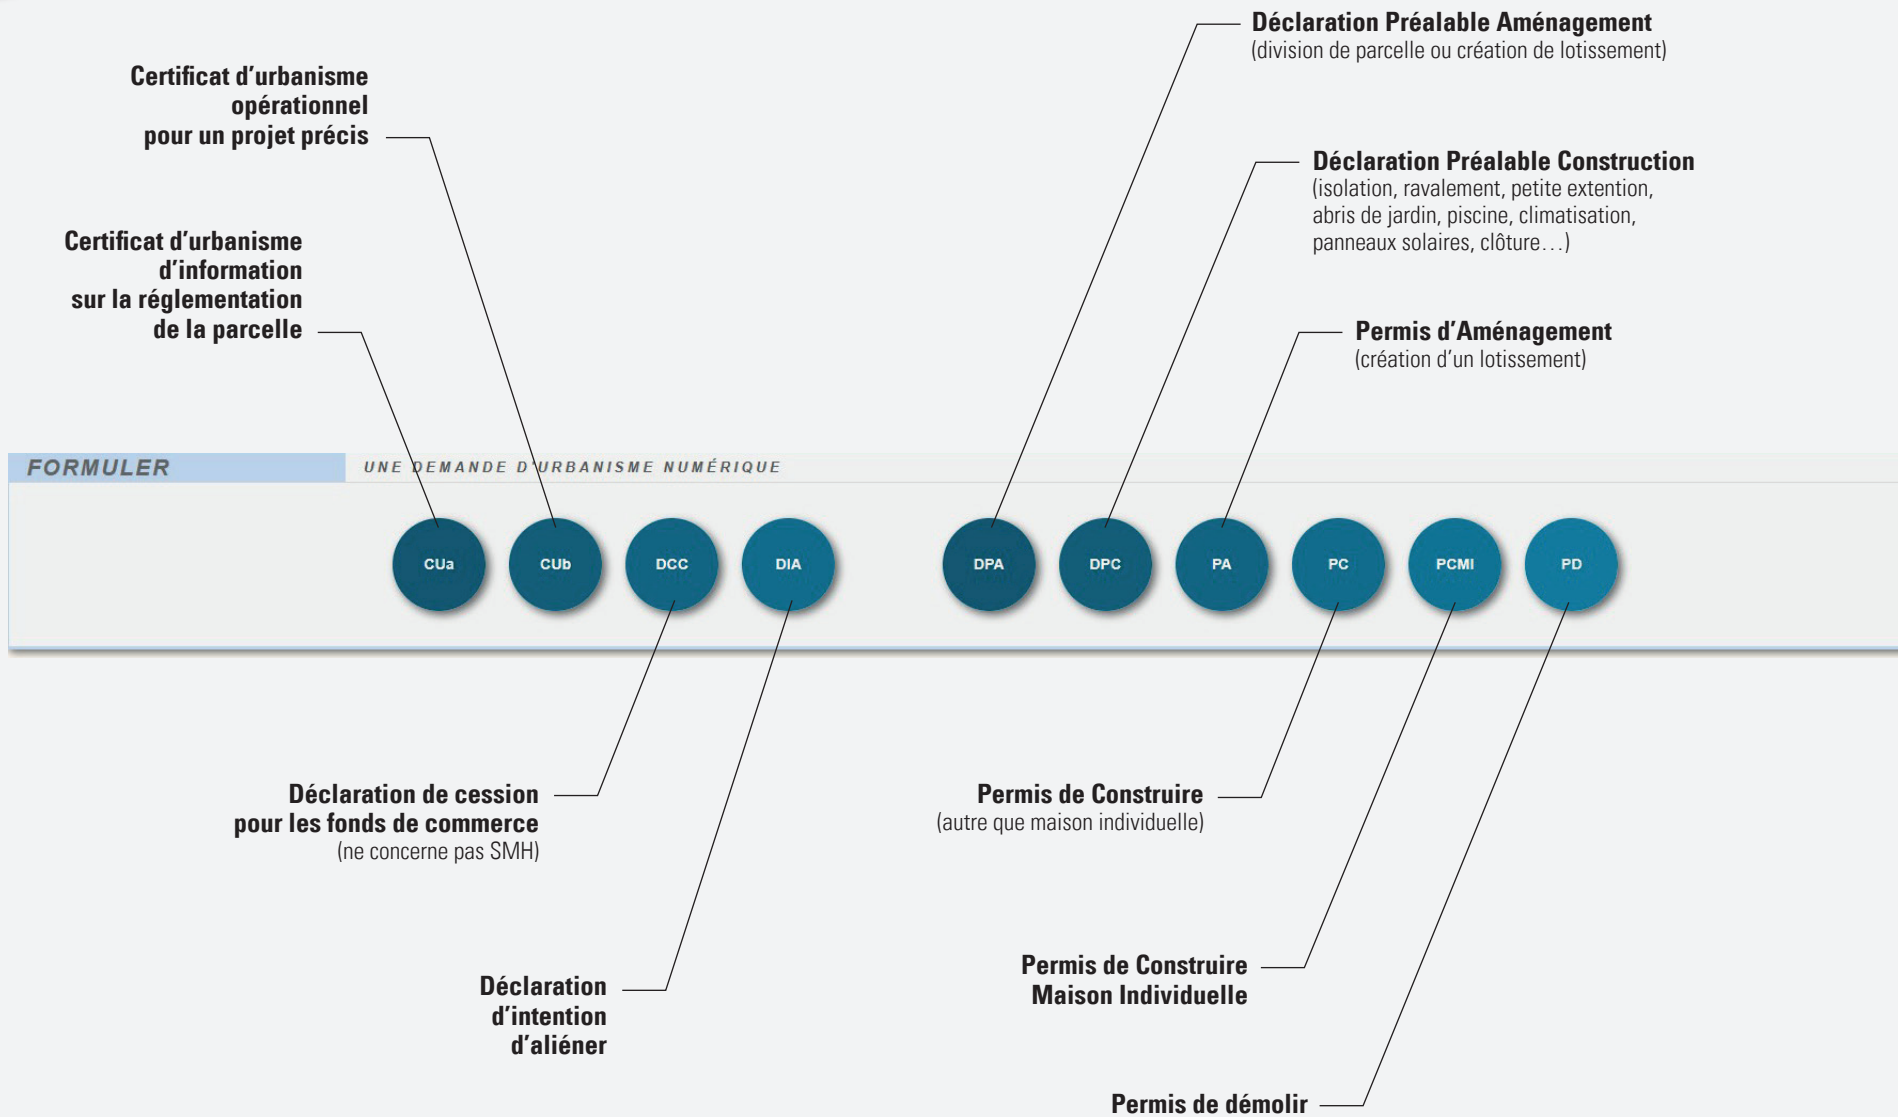 Déclaration Préalable Aménagement
(division de parcelle ou création de lotissement)
Certificat d’urbanisme
opérationnel
pour un projet précis
Déclaration Préalable Construction
(isolation, ravalement, petite extention,
abris de jardin, piscine, climatisation,
panneaux solaires, clôture…)
Certificat d’urbanisme
d’information
sur la réglementation
de la parcelle
Permis d’Aménagement
(création d’un lotissement)
FORMULER
UNE DEMANDE D'URBANISME NUMÉRIQUE
CUa
CUb
DCC
DIA
DPA
DPC
PA
PC
PCMI
PD
Déclaration de cession
pour les fonds de commerce
(ne concerne pas SMH)
Permis de Construire
(autre que maison individuelle)
Déclaration
d’intention
d’aliéner
Permis de Construire
Maison Individuelle
Permis de démolir